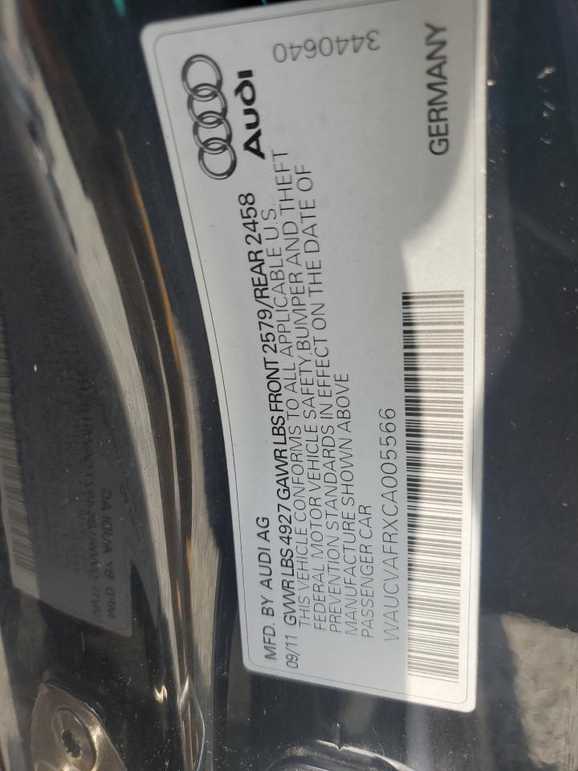 MFD. BY AUDI AG
09/11 GVWR LBS 4927 GAWR LBS FRONT 2579/REAR 2458
THIS VEHICLE CONFORMS TO ALL APPLICABLE U.S.
FEDERAL MOTOR VEHICLE SAFETY, BUMPER AND THEFT
PREVENTION STANDARDS IN EFFECT ON THE DATE OF
MANUFACTURE SHOWN ABOVE
PASSENGER CAR
WAUCVAFRXCA005566
Audi
3440640
GERMANY